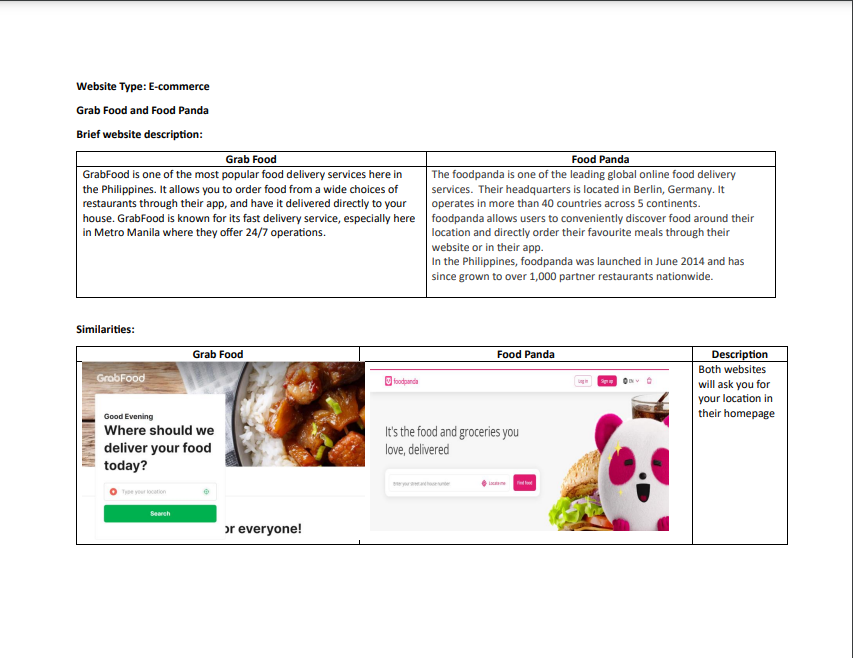 Website Type: E-commerce
Grab Food and Food Panda
Brief website description:
Grab Food
GrabFood is one of the most popular food delivery services here in
the Philippines. It allows you to order food from a wide choices of
restaurants through their app, and have it delivered directly to your
house. GrabFood is known for its fast delivery service, especially here
in Metro Manila where they offer 24/7 operations.
Food Panda
The foodpanda is one of the leading global online food delivery
services.  Their headquarters is located in Berlin, Germany. It
operates in more than 40 countries across 5 continents.
foodpanda allows users to conveniently discover food around their
location and directly order their favourite meals through their
website or in their app.
In the Philippines, foodpanda was launched in June 2014 and has
since grown to over 1,000 partner restaurants nationwide.
Similarities:
Grab Food
GrabFood
Good Evening
Where should we
deliver your food
today?
Type your location
Search
or everyone!
Food Panda
foodpanda
Log in
Sign up
EN
It's the food and groceries you
love, delivered
Enter your street and house number
Locate me
Find food
Description
Both websites
will ask you for
your location in
their homepage